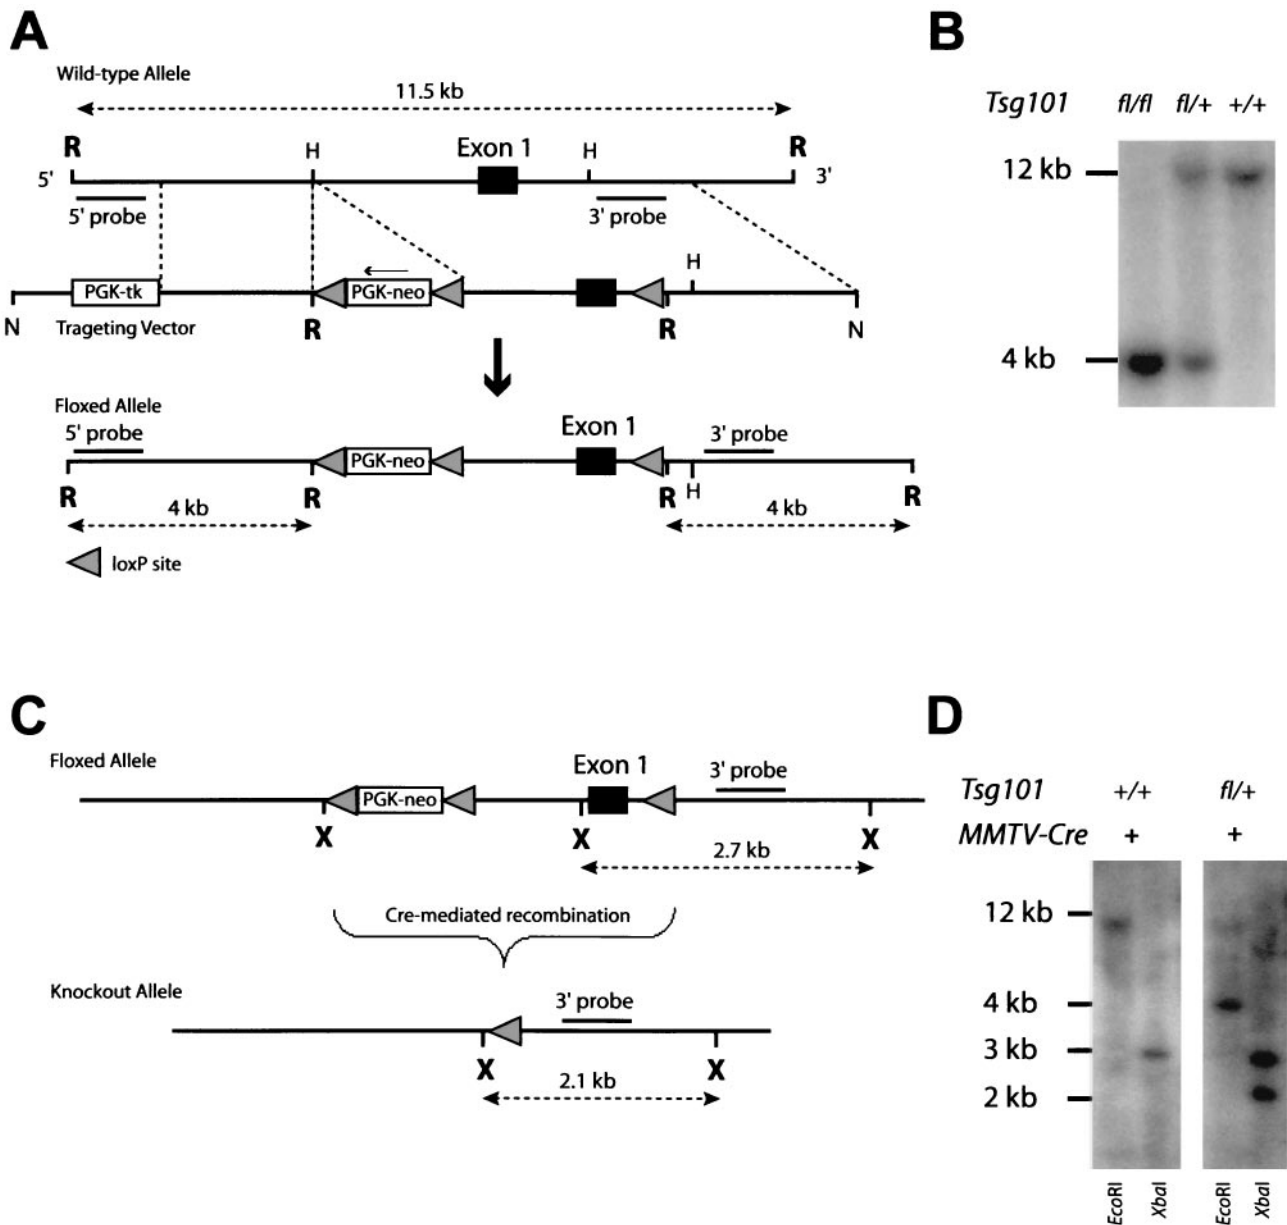 A
Wild-type Allele
11.5 kb
R H Exon 1 H R
5' 3'
5' probe 3' probe
PGK-tk PGK-neo H
N Trageting Vector R R N
Floxed Allele
5' probe Exon 1 3' probe
PGK-neo
R R R H R
4 kb 4 kb
loxP site
B
Tsg101 fl/fl fl/+ +/+
12 kb
4 kb
C
Floxed Allele
Exon 1 3' probe
PGK-neo
X X X
2.7 kb
Cre-mediated recombination
Knockout Allele
3' probe
X X
2.1 kb
D
Tsg101 +/+ fl/+
MMTV-Cre + +
12 kb
4 kb
3 kb
2 kb
EcoRI XbaI EcoRI XbaI